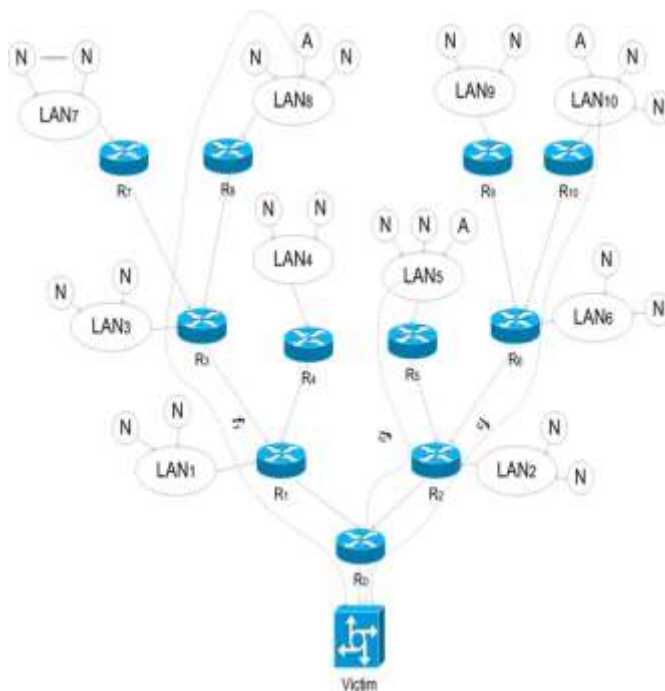 A
N N N N A N
N N LAN7 LAN8 LAN9 LAN10 N
R7 R8 R9 R10
N N N N A
LAN4 LAN5 N
N N LAN3 LAN6 N
R3 R4 R5 R6
N N N
LAN1 LAN2 N
R1 R2
R0
Victim